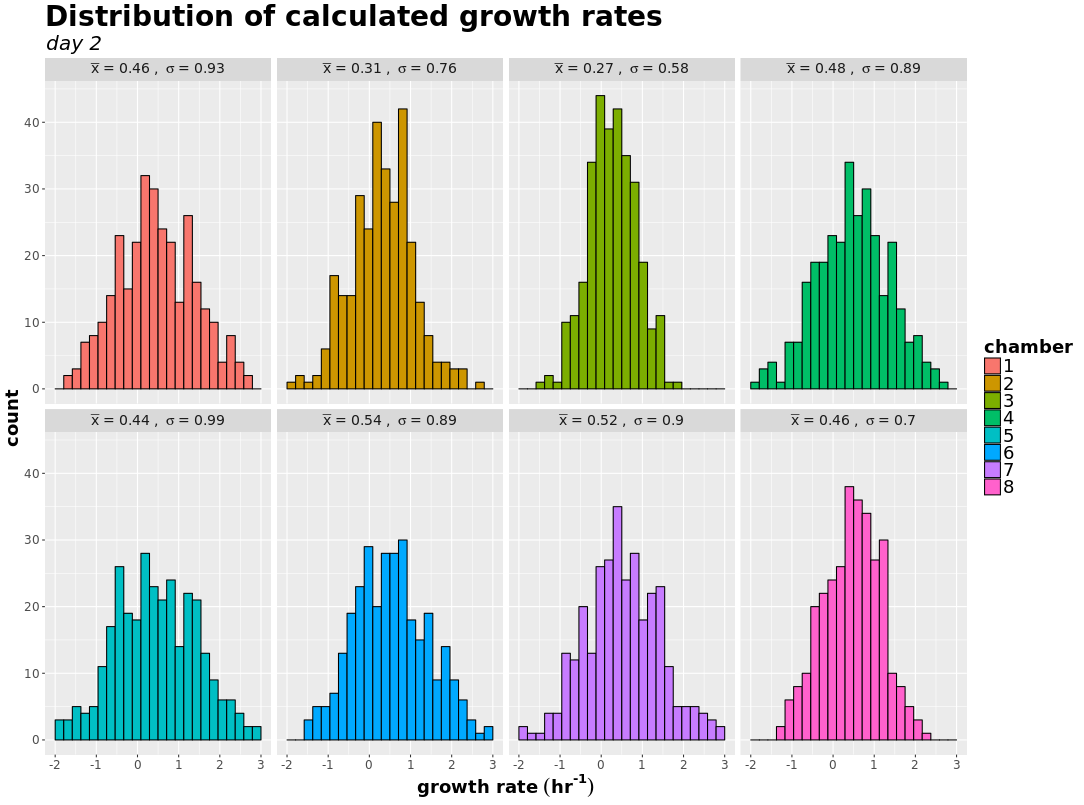 Distribution of calculated growth rates
day 2
x̅ = 0.46 , σ = 0.93
x̅ = 0.31 , σ = 0.76
x̅ = 0.27 , σ = 0.58
x̅ = 0.48 , σ = 0.89
40
30
20
10
0
x̅ = 0.44 , σ = 0.99
x̅ = 0.54 , σ = 0.89
x̅ = 0.52 , σ = 0.9
x̅ = 0.46 , σ = 0.7
40
30
20
10
0
-2 -1 0 1 2 3
-2 -1 0 1 2 3
-2 -1 0 1 2 3
-2 -1 0 1 2 3
count
growth rate (hr⁻¹)
chamber
1
2
3
4
5
6
7
8